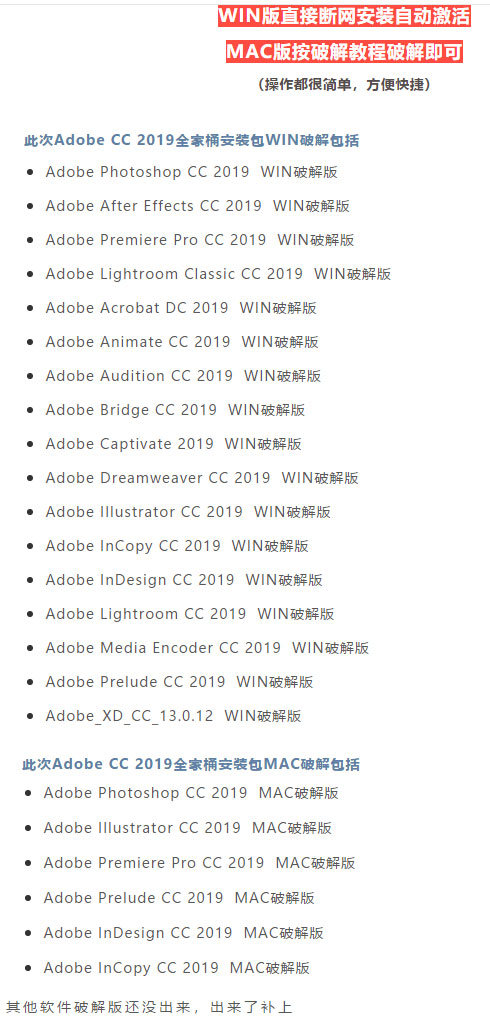 WIN版直接断网安装自动激活
MAC版按破解教程破解即可
（操作都很简单，方便快捷）
此次Adobe CC 2019全家桶安装包WIN破解包括
Adobe Photoshop CC 2019 WIN破解版
Adobe After Effects CC 2019 WIN破解版
Adobe Premiere Pro CC 2019 WIN破解版
Adobe Lightroom Classic CC 2019 WIN破解版
Adobe Acrobat DC 2019 WIN破解版
Adobe Animate CC 2019 WIN破解版
Adobe Audition CC 2019 WIN破解版
Adobe Bridge CC 2019 WIN破解版
Adobe Captivate 2019 WIN破解版
Adobe Dreamweaver CC 2019 WIN破解版
Adobe Illustrator CC 2019 WIN破解版
Adobe InCopy CC 2019 WIN破解版
Adobe InDesign CC 2019 WIN破解版
Adobe Lightroom CC 2019 WIN破解版
Adobe Media Encoder CC 2019 WIN破解版
Adobe Prelude CC 2019 WIN破解版
Adobe_XD_CC_13.0.12 WIN破解版
此次Adobe CC 2019全家桶安装包MAC破解包括
Adobe Photoshop CC 2019 MAC破解版
Adobe Illustrator CC 2019 MAC破解版
Adobe Premiere Pro CC 2019 MAC破解版
Adobe Prelude CC 2019 MAC破解版
Adobe InDesign CC 2019 MAC破解版
Adobe InCopy CC 2019 MAC破解版
其他软件破解版还没出来，出来了补上